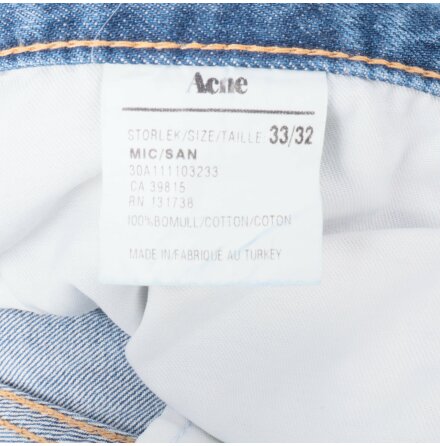 Acne
STORLEK/SIZE/TAILLE 33/32
MIC/SAN
30A111103233
CA 39815
RN 131738
100%BOMULL/COTTON/COTON
MADE IN/FABRIQUE AU TURKEY